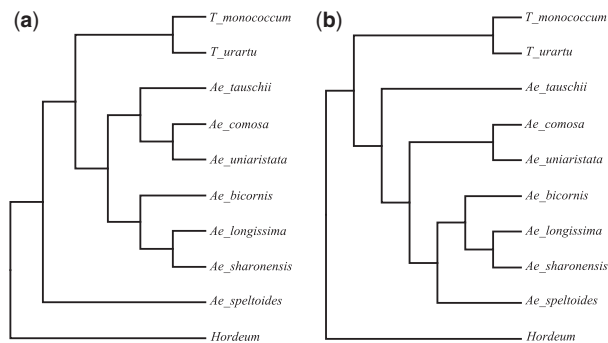 (a)
T_monococcum
T_urartu
Ae_tauschii
Ae_comosa
Ae_uniaristata
Ae_bicornis
Ae_longissima
Ae_sharonensis
Ae_speltoides
Hordeum
(b)
T_monococcum
T_urartu
Ae_tauschii
Ae_comosa
Ae_uniaristata
Ae_bicornis
Ae_longissima
Ae_sharonensis
Ae_speltoides
Hordeum